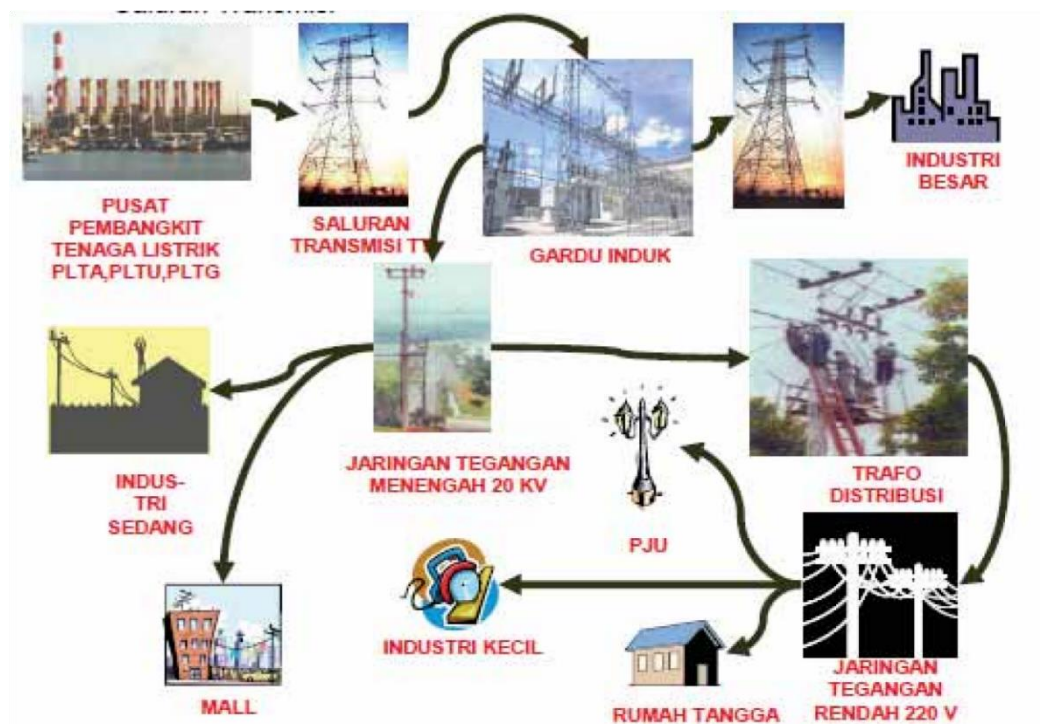 PUSAT
PEMBANGKIT
TENAGA LISTRIK
PLTA,PLTU,PLTG
SALURAN
TRANSMISI TT
GARDU INDUK
INDUSTRI
BESAR
INDUS-
TRI
SEDANG
JARINGAN TEGANGAN
MENENGAH 20 KV
TRAFO
DISTRIBUSI
PJU
MALL
INDUSTRI KECIL
RUMAH TANGGA
JARINGAN
TEGANGAN
RENDAH 220 V